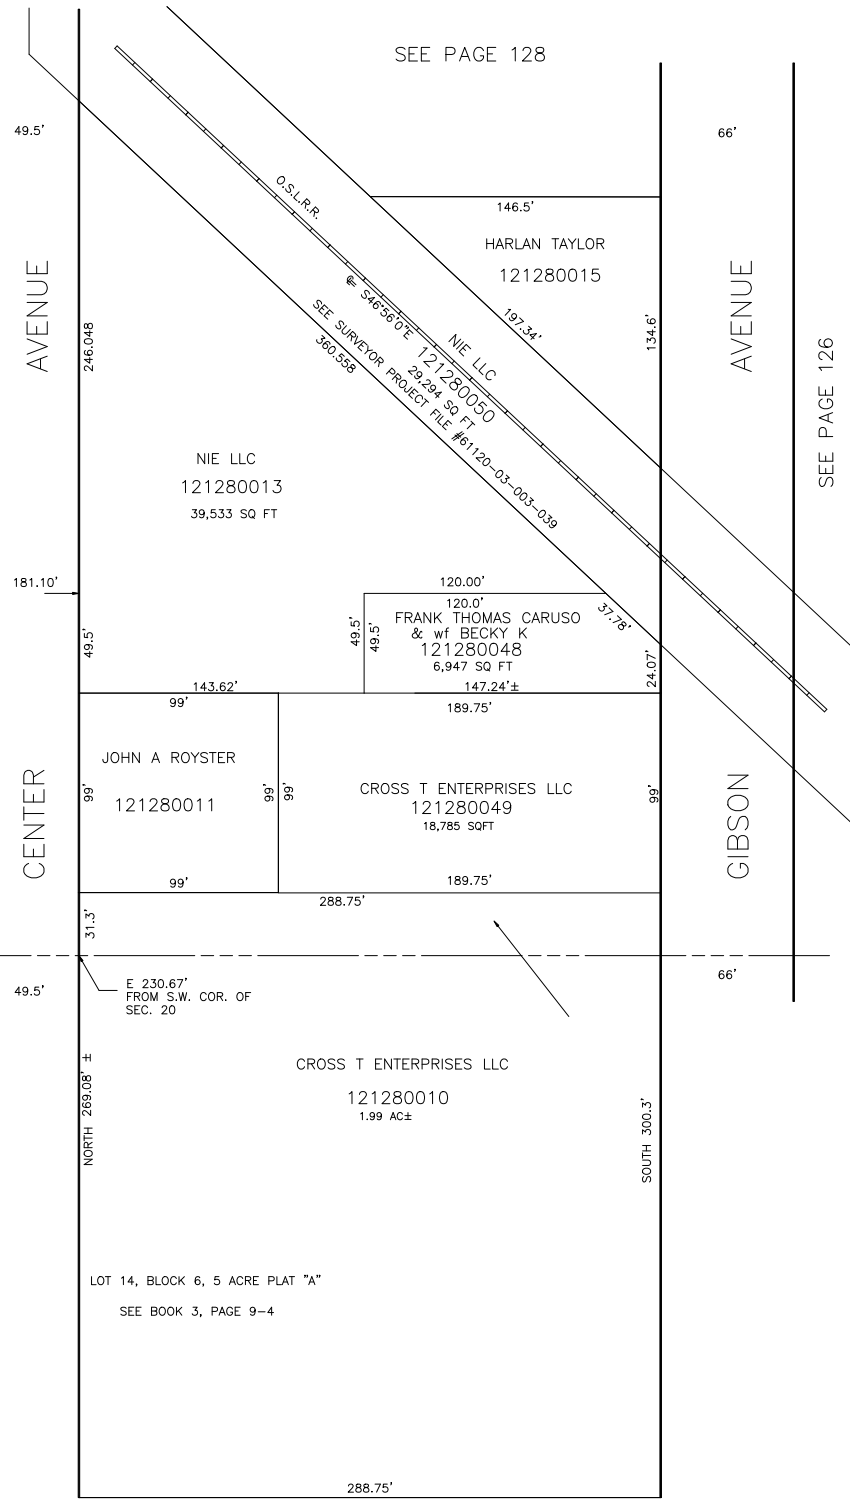 SEE PAGE 128
49.5'
66'
O.S.L.R.R.
146.5'
HARLAN TAYLOR
121280015
AVENUE
246.048
℄ S46°56'0"E
197.34'
134.6'
AVENUE
SEE PAGE 126
NIE LLC
121280050
29,294 SQ FT
SEE SURVEYOR PROJECT FILE #61120-03-003-039
360.558
NIE LLC
121280013
39,533 SQ FT
181.10'
120.00'
120.0'
49.5'
49.5'
49.5'
FRANK THOMAS CARUSO
& wf BECKY K
121280048
6,947 SQ FT
37.78'
24.07'
143.62'
147.24'±
99'
189.75'
JOHN A ROYSTER
121280011
99'
99'
99'
CROSS T ENTERPRISES LLC
121280049
18,785 SQFT
99'
CENTER
GIBSON
99'
189.75'
288.75'
31.3'
49.5'
E 230.67'
FROM S.W. COR. OF
SEC. 20
66'
CROSS T ENTERPRISES LLC
121280010
1.99 AC±
NORTH 269.08' ±
SOUTH 300.3'
LOT 14, BLOCK 6, 5 ACRE PLAT "A"
SEE BOOK 3, PAGE 9-4
288.75'